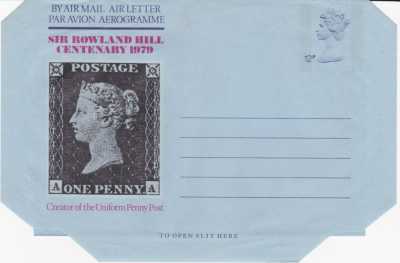 BY AIR MAIL AIR LETTER
PAR AVION AEROGRAMME
SIR ROWLAND HILL
CENTENARY 1979
POSTAGE
A ONE PENNY A
Creator of the Uniform Penny Post
TO OPEN SLIT HERE